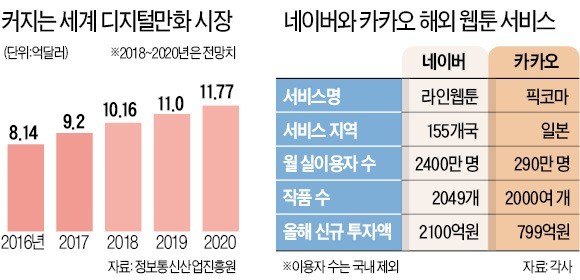 커지는 세계 디지털만화 시장
(단위:억달러)
※2018~2020년은 전망치
8.14
9.2
10.16
11.0
11.77
2016년
2017
2018
2019
2020
자료:정보통신산업진흥원
네이버와 카카오 해외 웹툰 서비스
네이버 카카오
서비스명 라인웹툰 픽코마
서비스 지역 155개국 일본
월 실이용자 수 2400만 명 290만 명
작품 수 2049개 2000여 개
올해 신규 투자액 2100억원 799억원
※이용자 수는 국내 제외
자료:각사